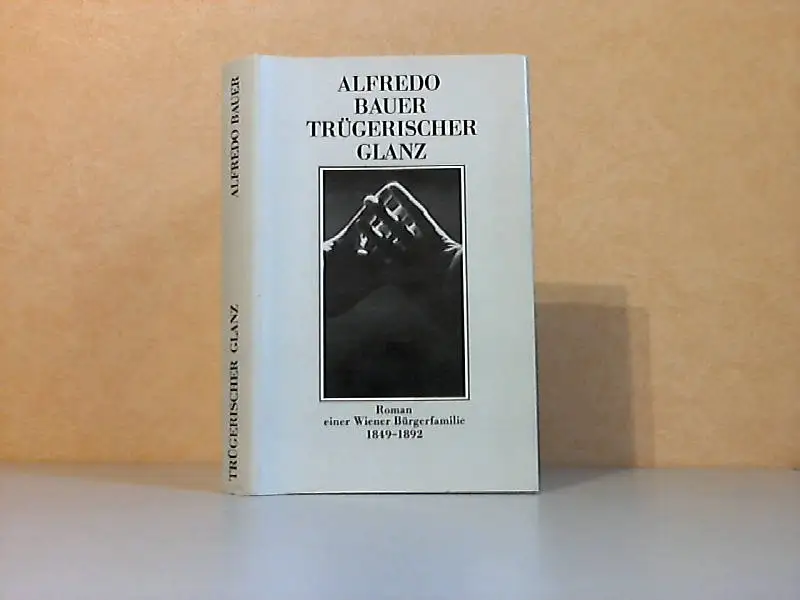 ALFREDO BAUER
TRÜGERISCHER GLANZ
ALFREDO
BAUER
TRÜGERISCHER
GLANZ
Roman
einer Wiener Bürgerfamilie
1849-1892